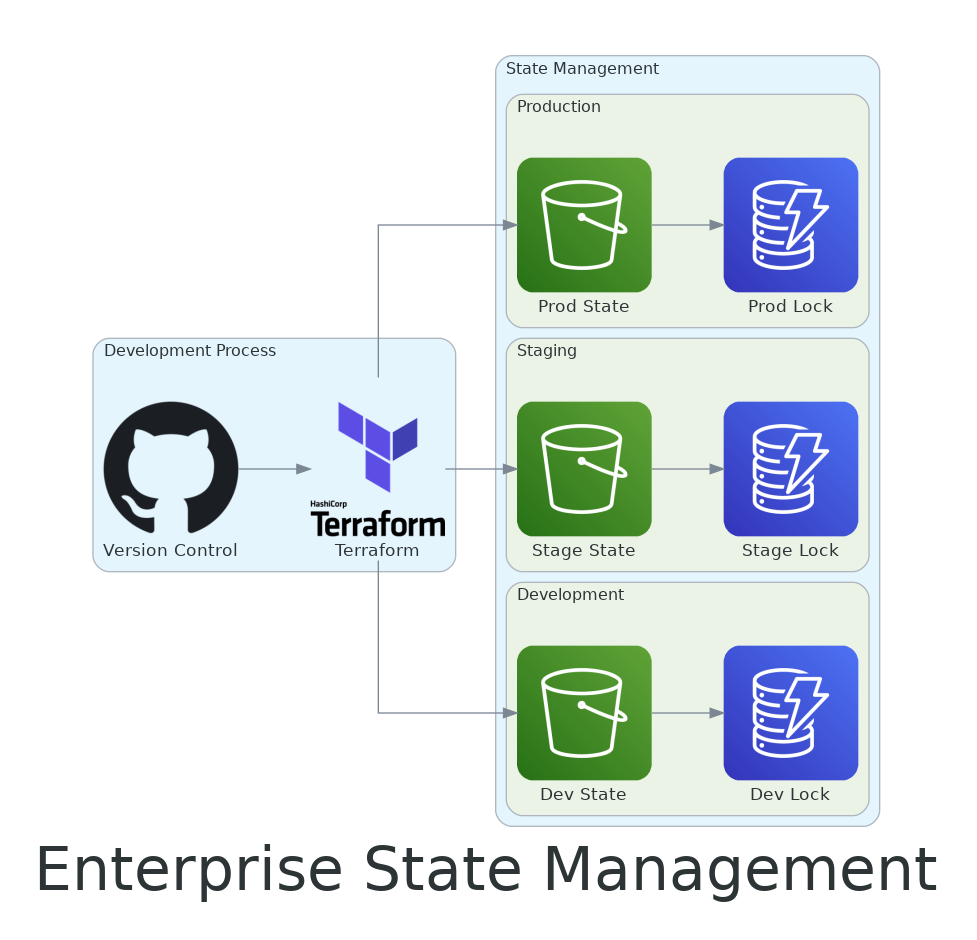 State Management
Production
Prod State
Prod Lock
Development Process
Version Control
HashiCorp
Terraform
Terraform
Staging
Stage State
Stage Lock
Development
Dev State
Dev Lock
Enterprise State Management